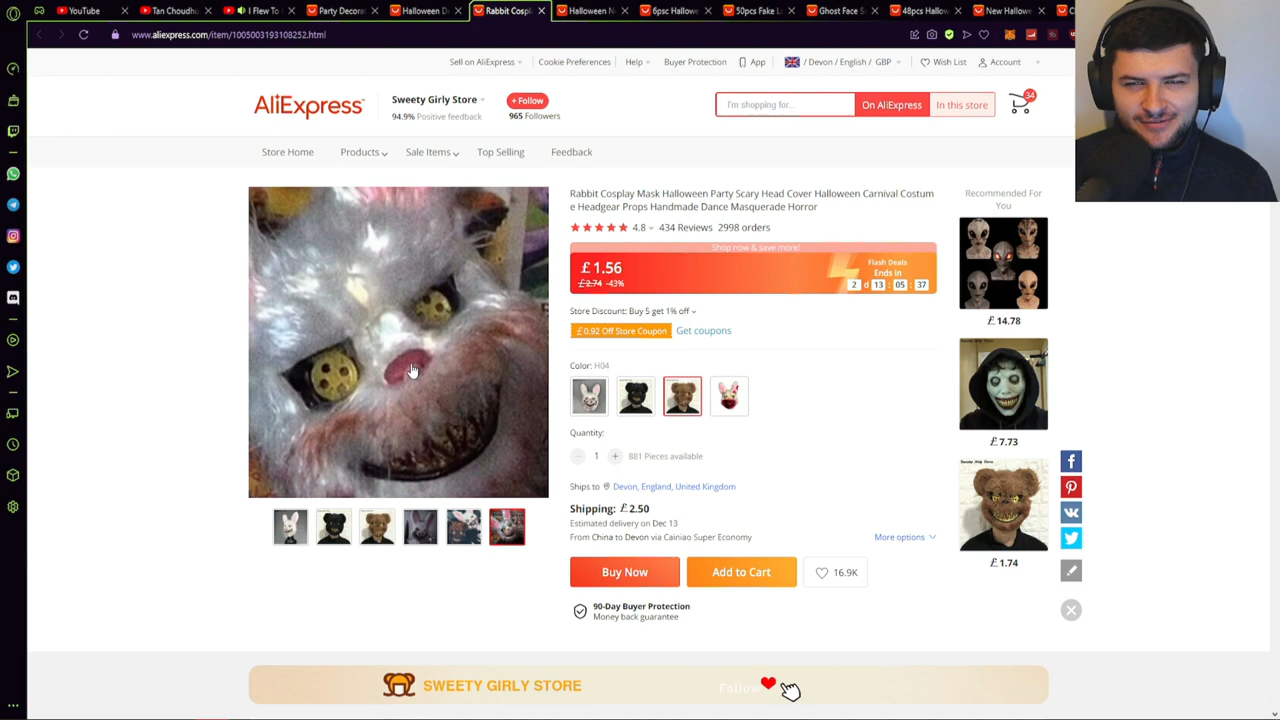 YouTube
Tan Choudhu
I Flew To
Party Decorat
Halloween D
Rabbit Cospl
Halloween N
6psc Hallowe
50pcs Fake L
Ghost Face S
48pcs Hallow
New Hallowe
www.aliexpress.com/item/1005003193108252.html
Sell on AliExpress
Cookie Preferences
Help
Buyer Protection
App
/ Devon / English / GBP
Wish List
Account
AliExpress
Sweety Girly Store
94.9% Positive feedback
+ Follow
965 Followers
I'm shopping for...
On AliExpress
In this store
34
Store Home
Products
Sale Items
Top Selling
Feedback
Rabbit Cosplay Mask Halloween Party Scary Head Cover Halloween Carnival Costum
e Headgear Props Handmade Dance Masquerade Horror
4.8
434 Reviews
2998 orders
Shop now & save more!
£1.56
£2.74 -43%
Flash Deals
Ends in
2 d 13 : 05 : 37
Store Discount: Buy 5 get 1% off
£0.92 Off Store Coupon
Get coupons
Color: H04
Quantity:
1
881 Pieces available
Ships to
Devon, England, United Kingdom
Shipping: £2.50
Estimated delivery on Dec 13
From China to Devon via Cainiao Super Economy
More options
Buy Now
Add to Cart
16.9K
90-Day Buyer Protection
Money back guarantee
Recommended For
You
£14.78
£7.73
£1.74
SWEETY GIRLY STORE
Follow